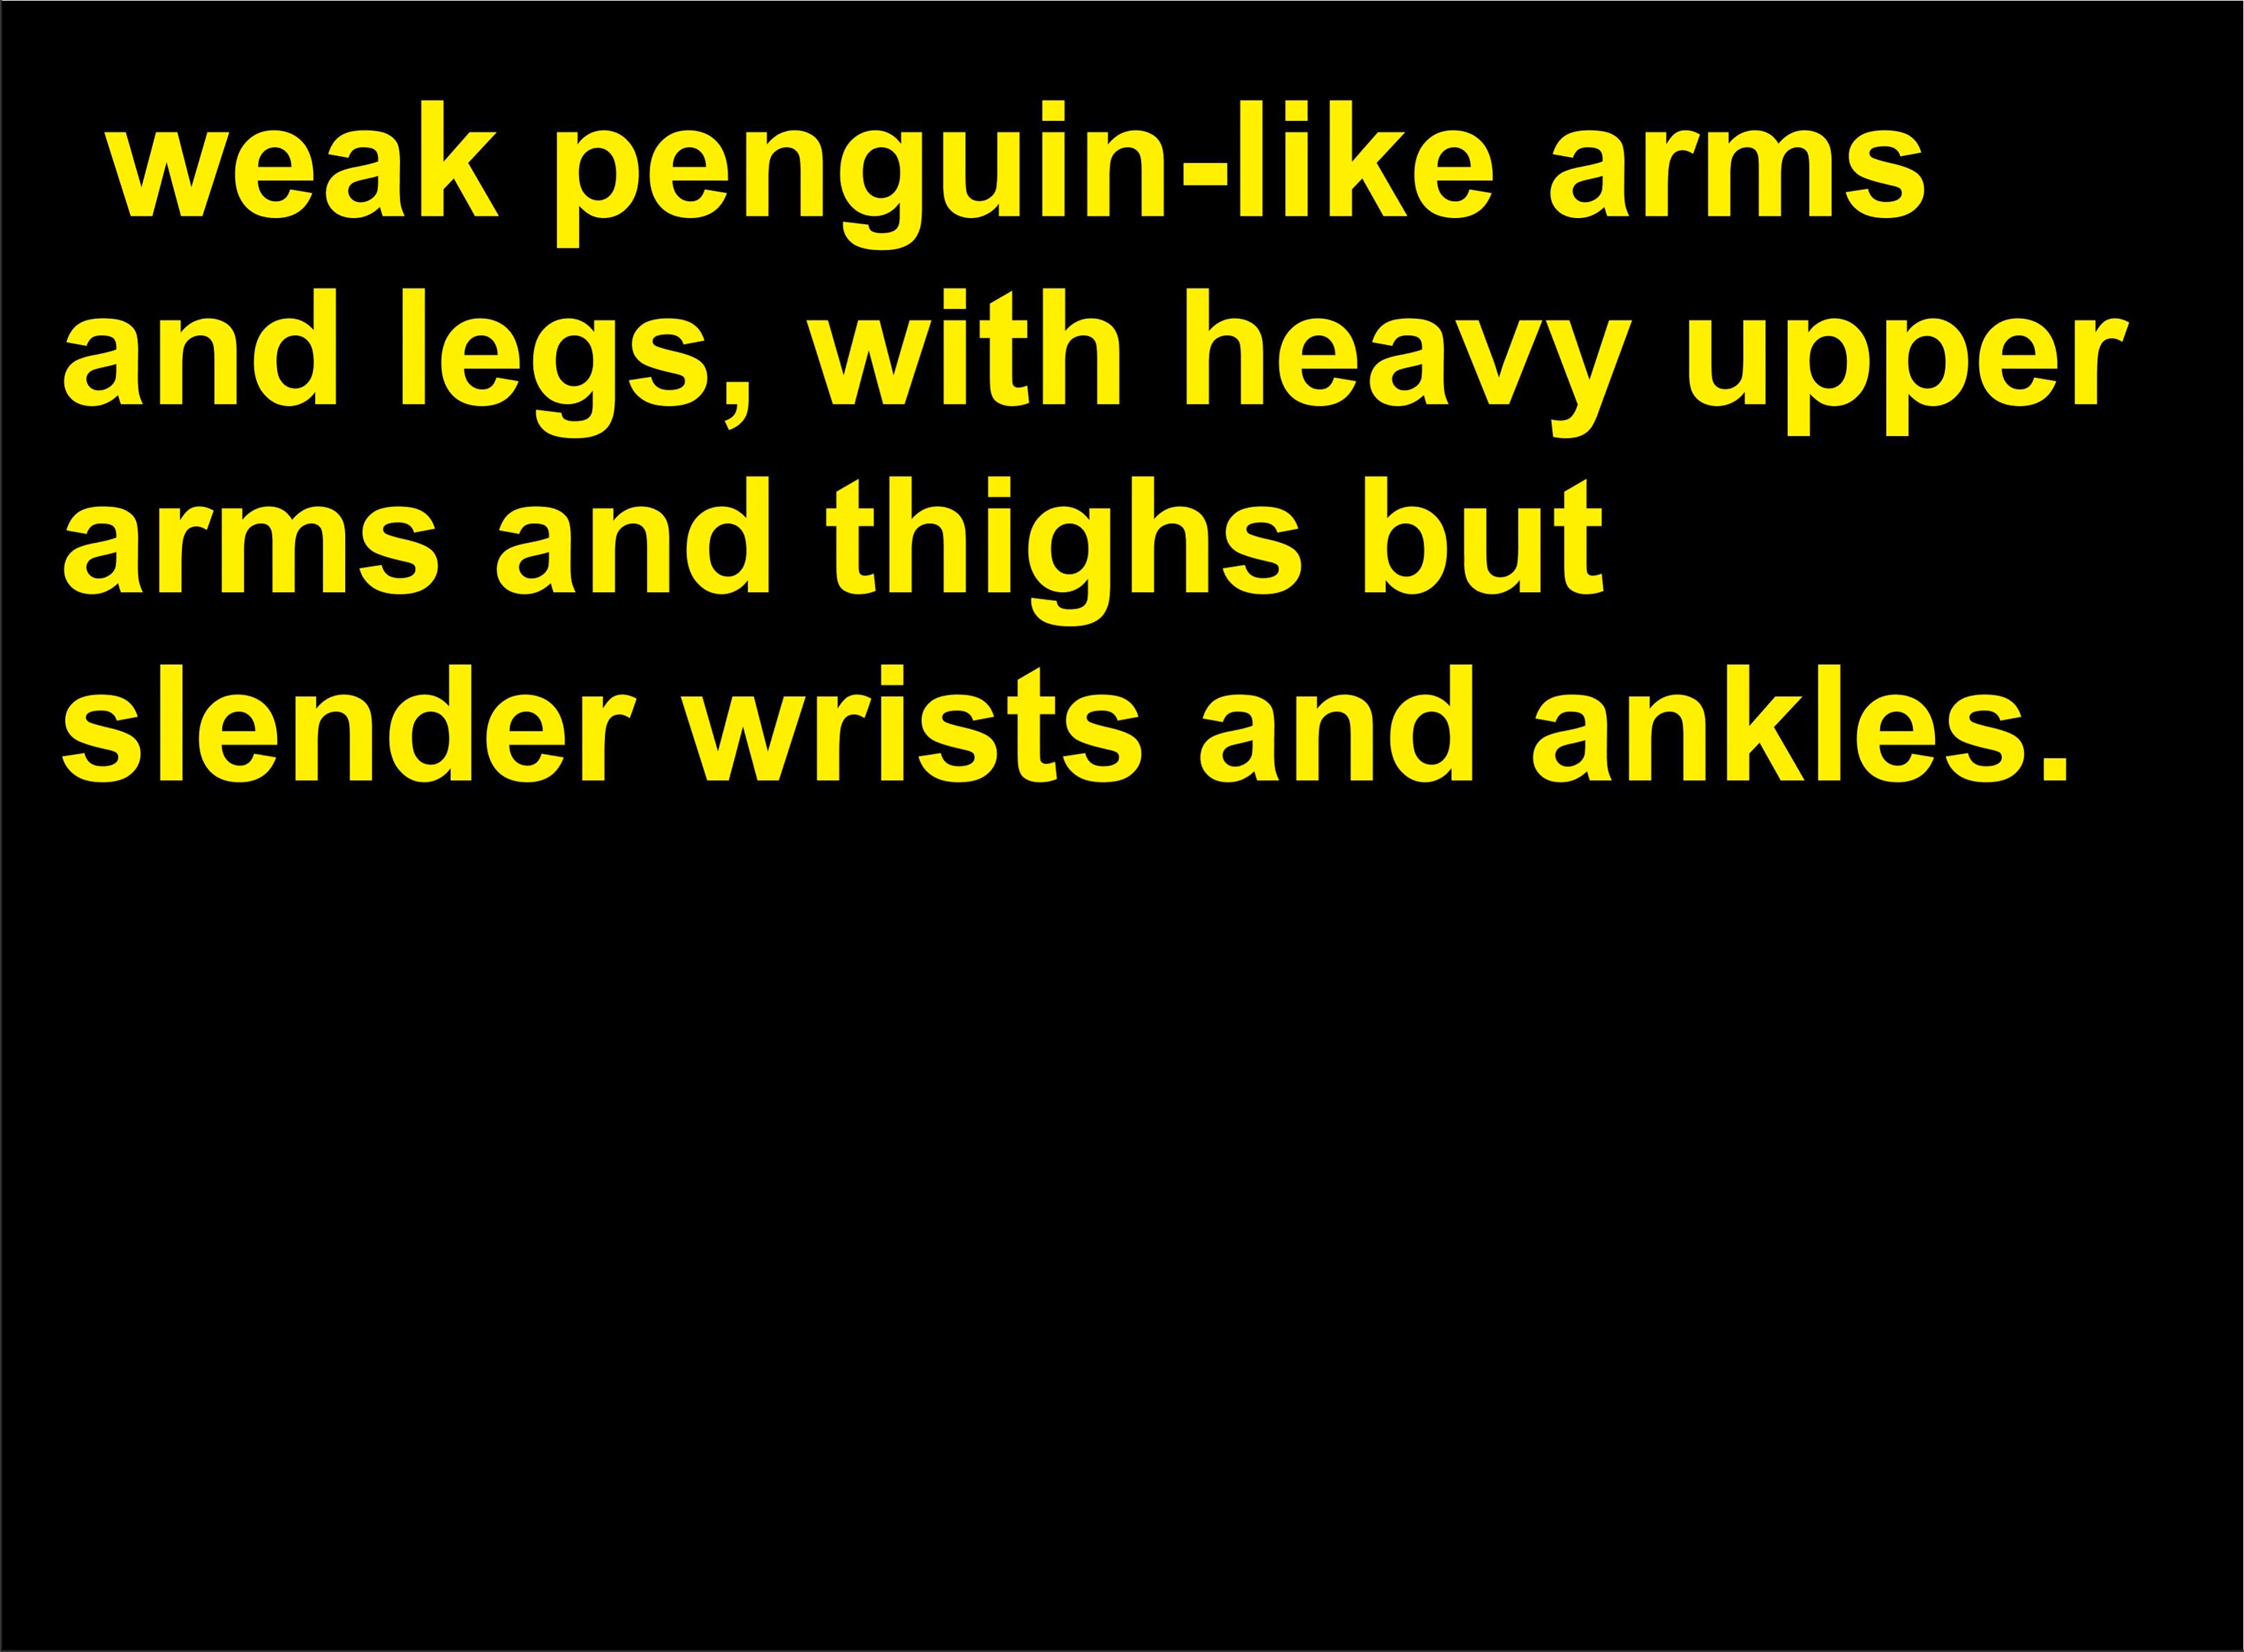 weak penguin-like arms
and legs, with heavy upper
arms and thighs but
slender wrists and ankles.